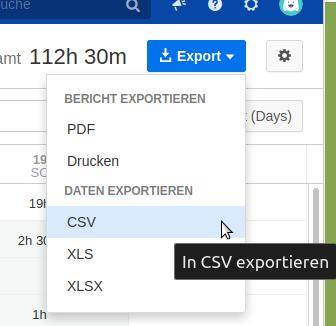 uche
amt 112h 30m
Export
BERICHT EXPORTIEREN
PDF
Drucken
t (Days)
DATEN EXPORTIEREN
19
SO
CSV
19h
XLS
2h 30
In CSV exportieren
XLSX
1h